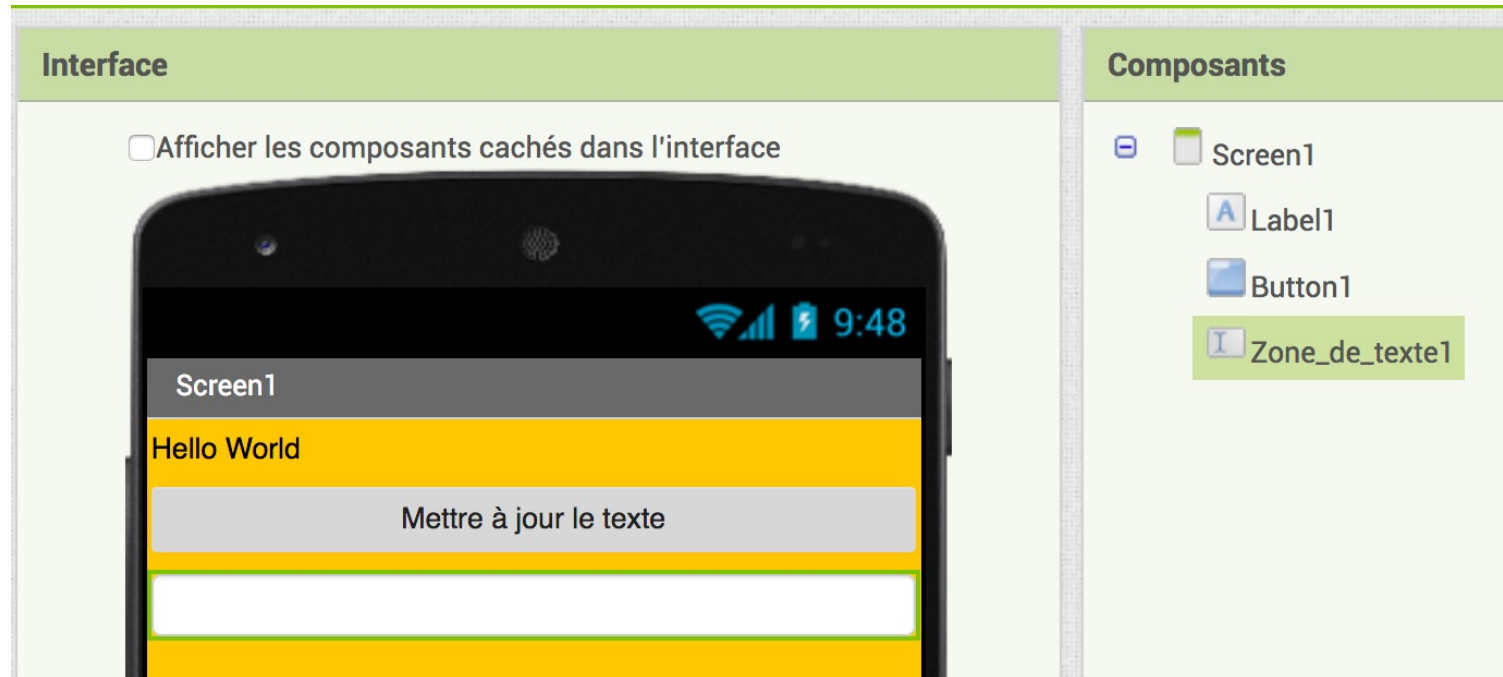 Interface
Afficher les composants cachés dans l'interface
9:48
Screen1
Hello World
Mettre à jour le texte
Composants
Screen1
A
Label1
Button1
Zone_de_texte1